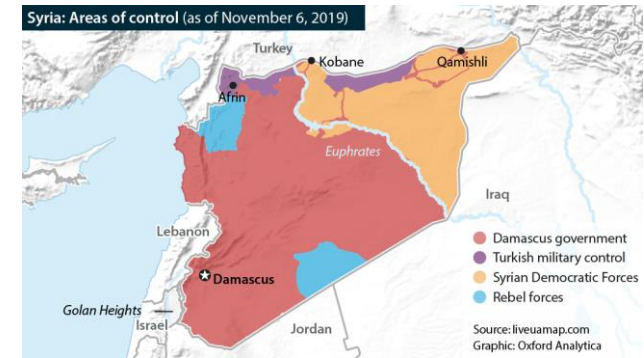 Syria: Areas of control (as of November 6, 2019)
Turkey
Kobane
Qamishli
Afrin
Euphrates
Iraq
Lebanon
Damascus
Golan Heights
Israel
Jordan
Damascus government
Turkish military control
Syrian Democratic Forces
Rebel forces
Source: liveuamap.com
Graphic: Oxford Analytica